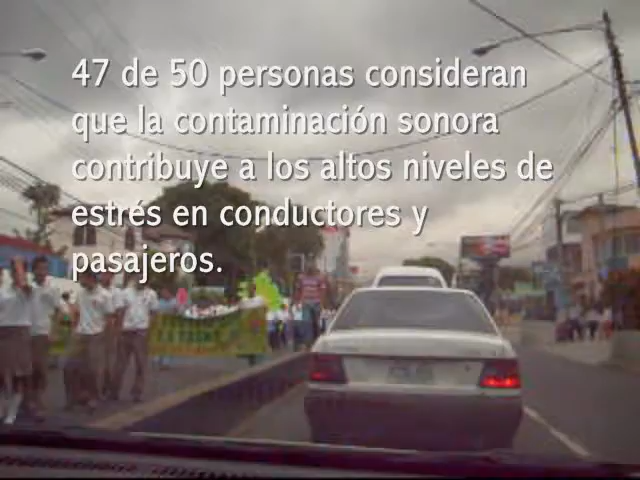 47 de 50 personas consideran
que la contaminación sonora
contribuye a los altos niveles de
estrés en conductores y
pasajeros.